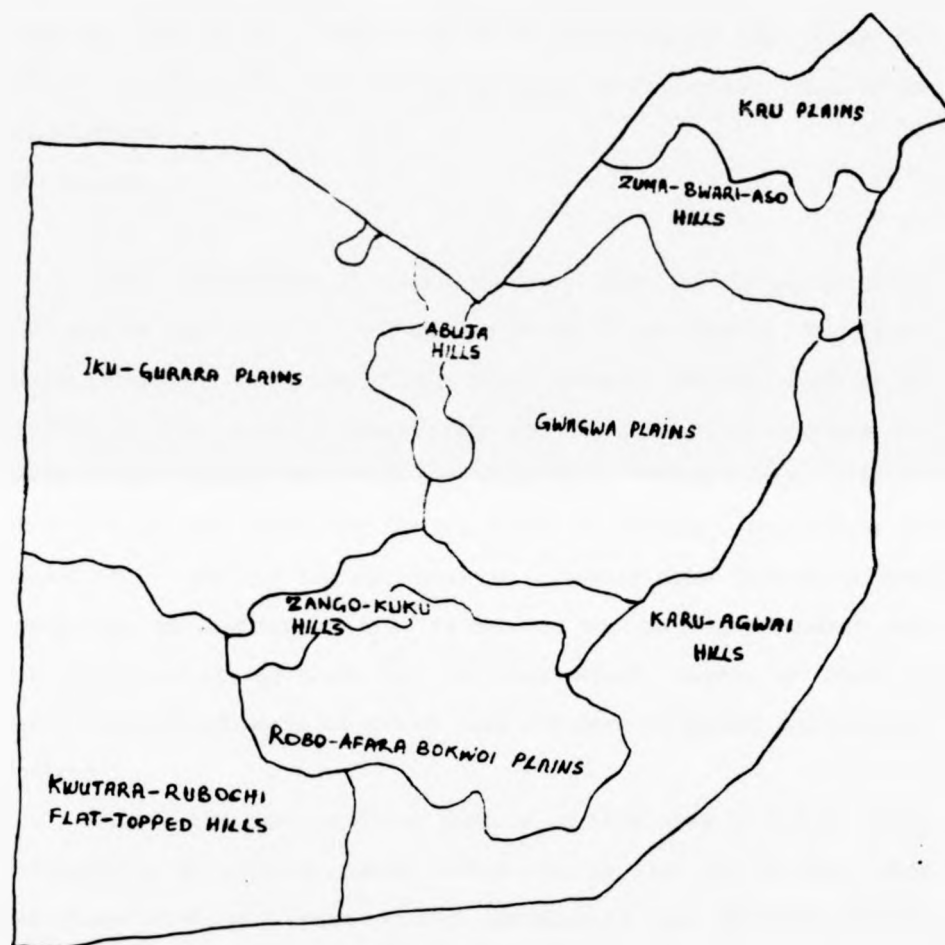 KAU PLAINS
ZUMA-BWARI-ASO
HILLS
ABUJA
HILLS
IKU-GURARA PLAINS
GWAGWA PLAINS
ZANGO-KUKU
HILLS
KARU-AGWAI
HILLS
ROBO-AFARA BOKWOI PLAINS
KWUTARA-RUBOCHI
FLAT-TOPPED HILLS